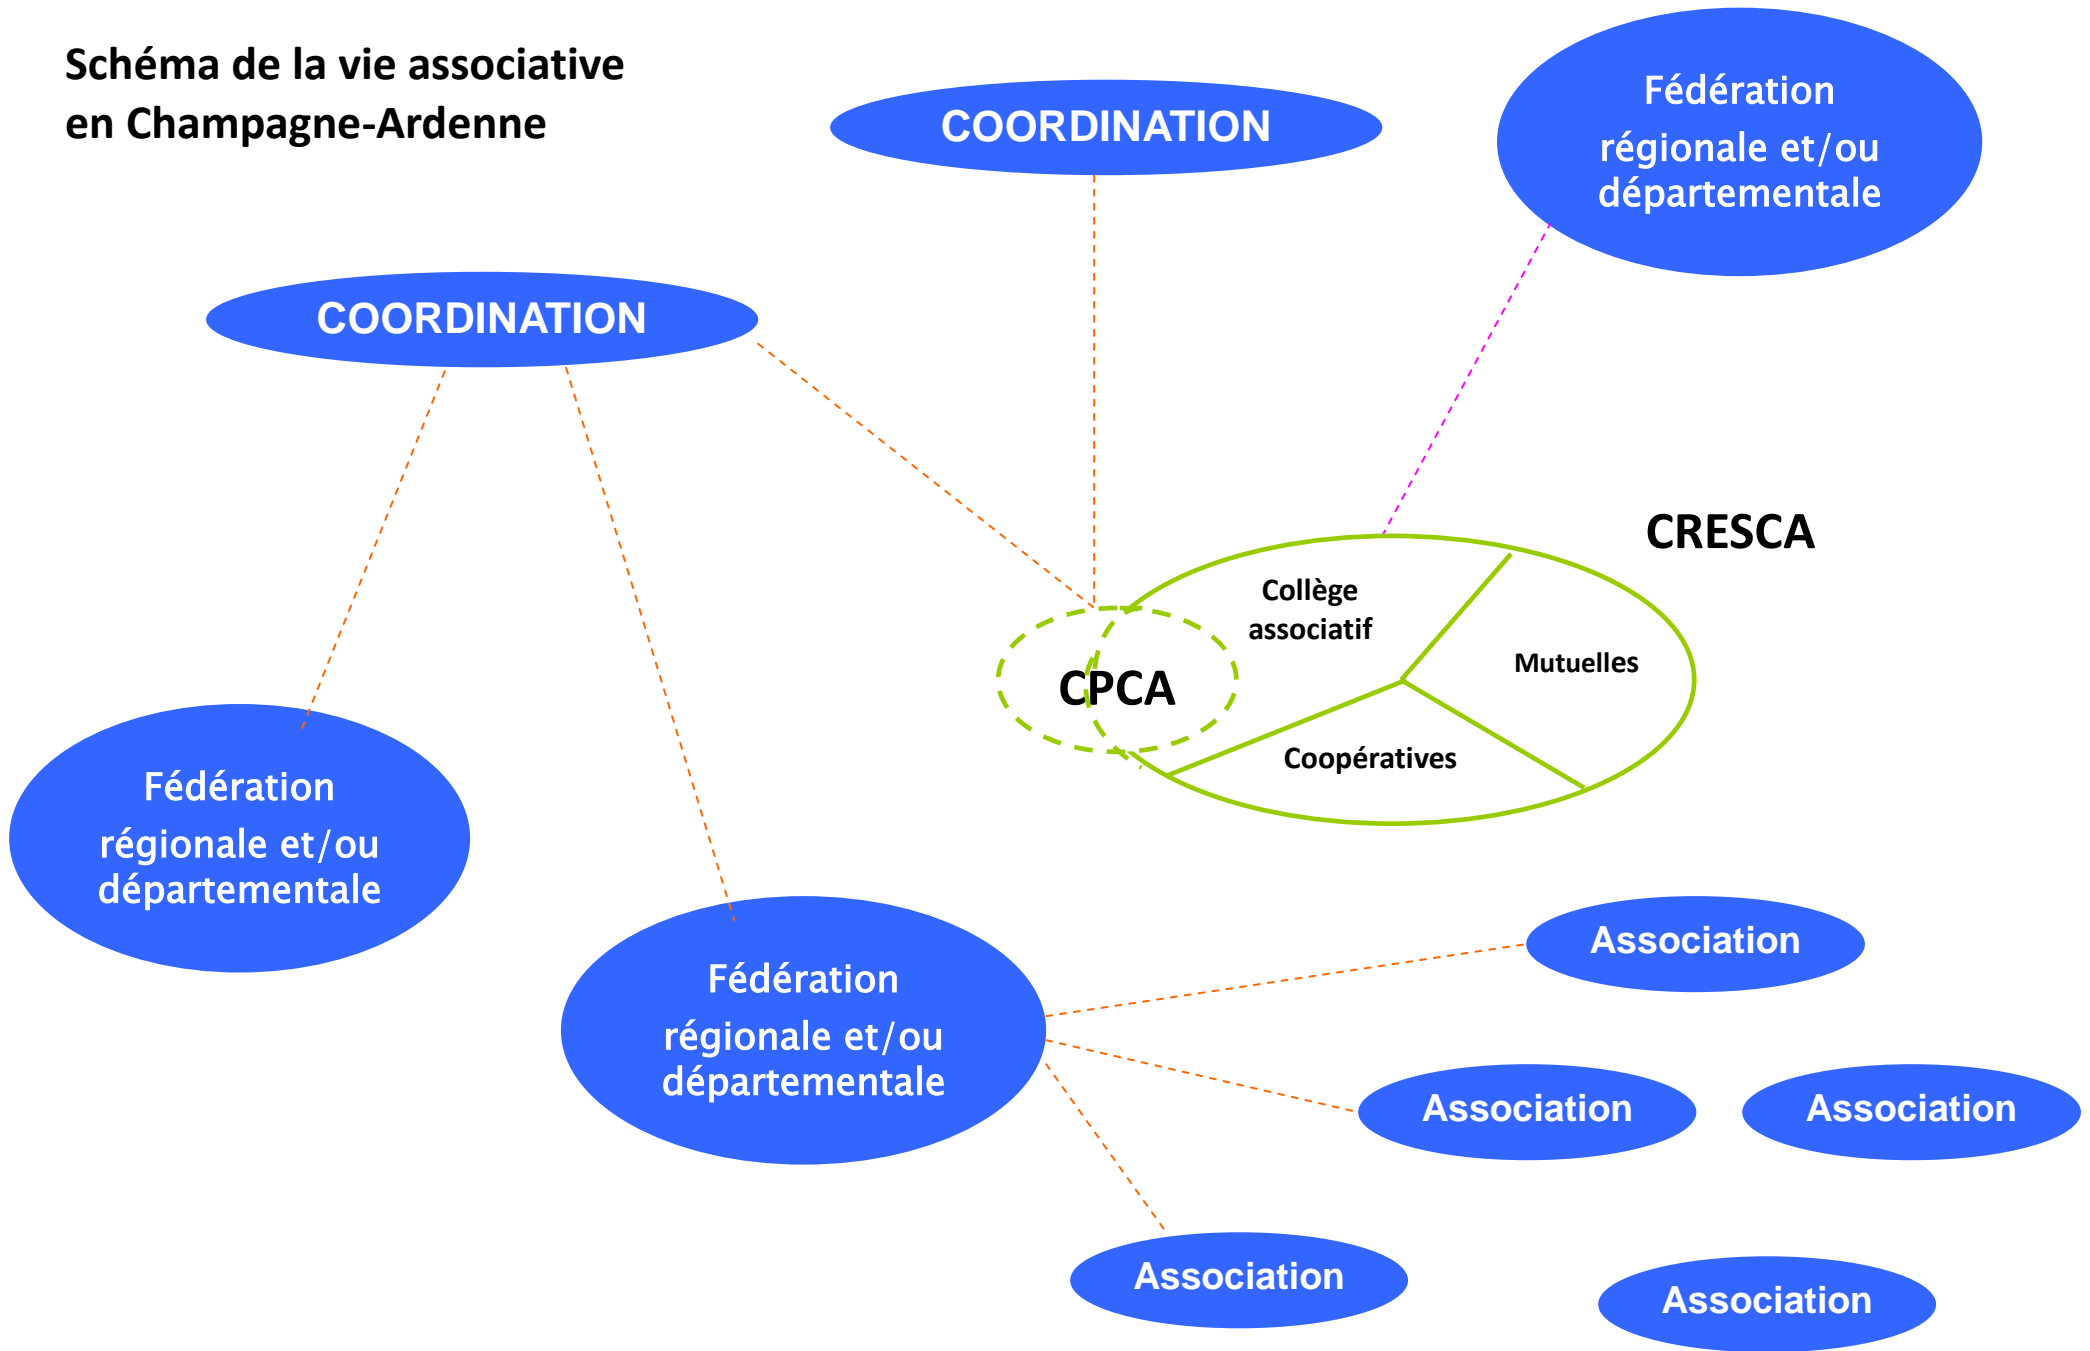 Schéma de la vie associative
en Champagne-Ardenne
COORDINATION
Fédération
régionale et/ou
départementale
COORDINATION
CRESCA
Collège
associatif
Mutuelles
CPCA
Coopératives
Fédération
régionale et/ou
départementale
Fédération
régionale et/ou
départementale
Association
Association
Association
Association
Association